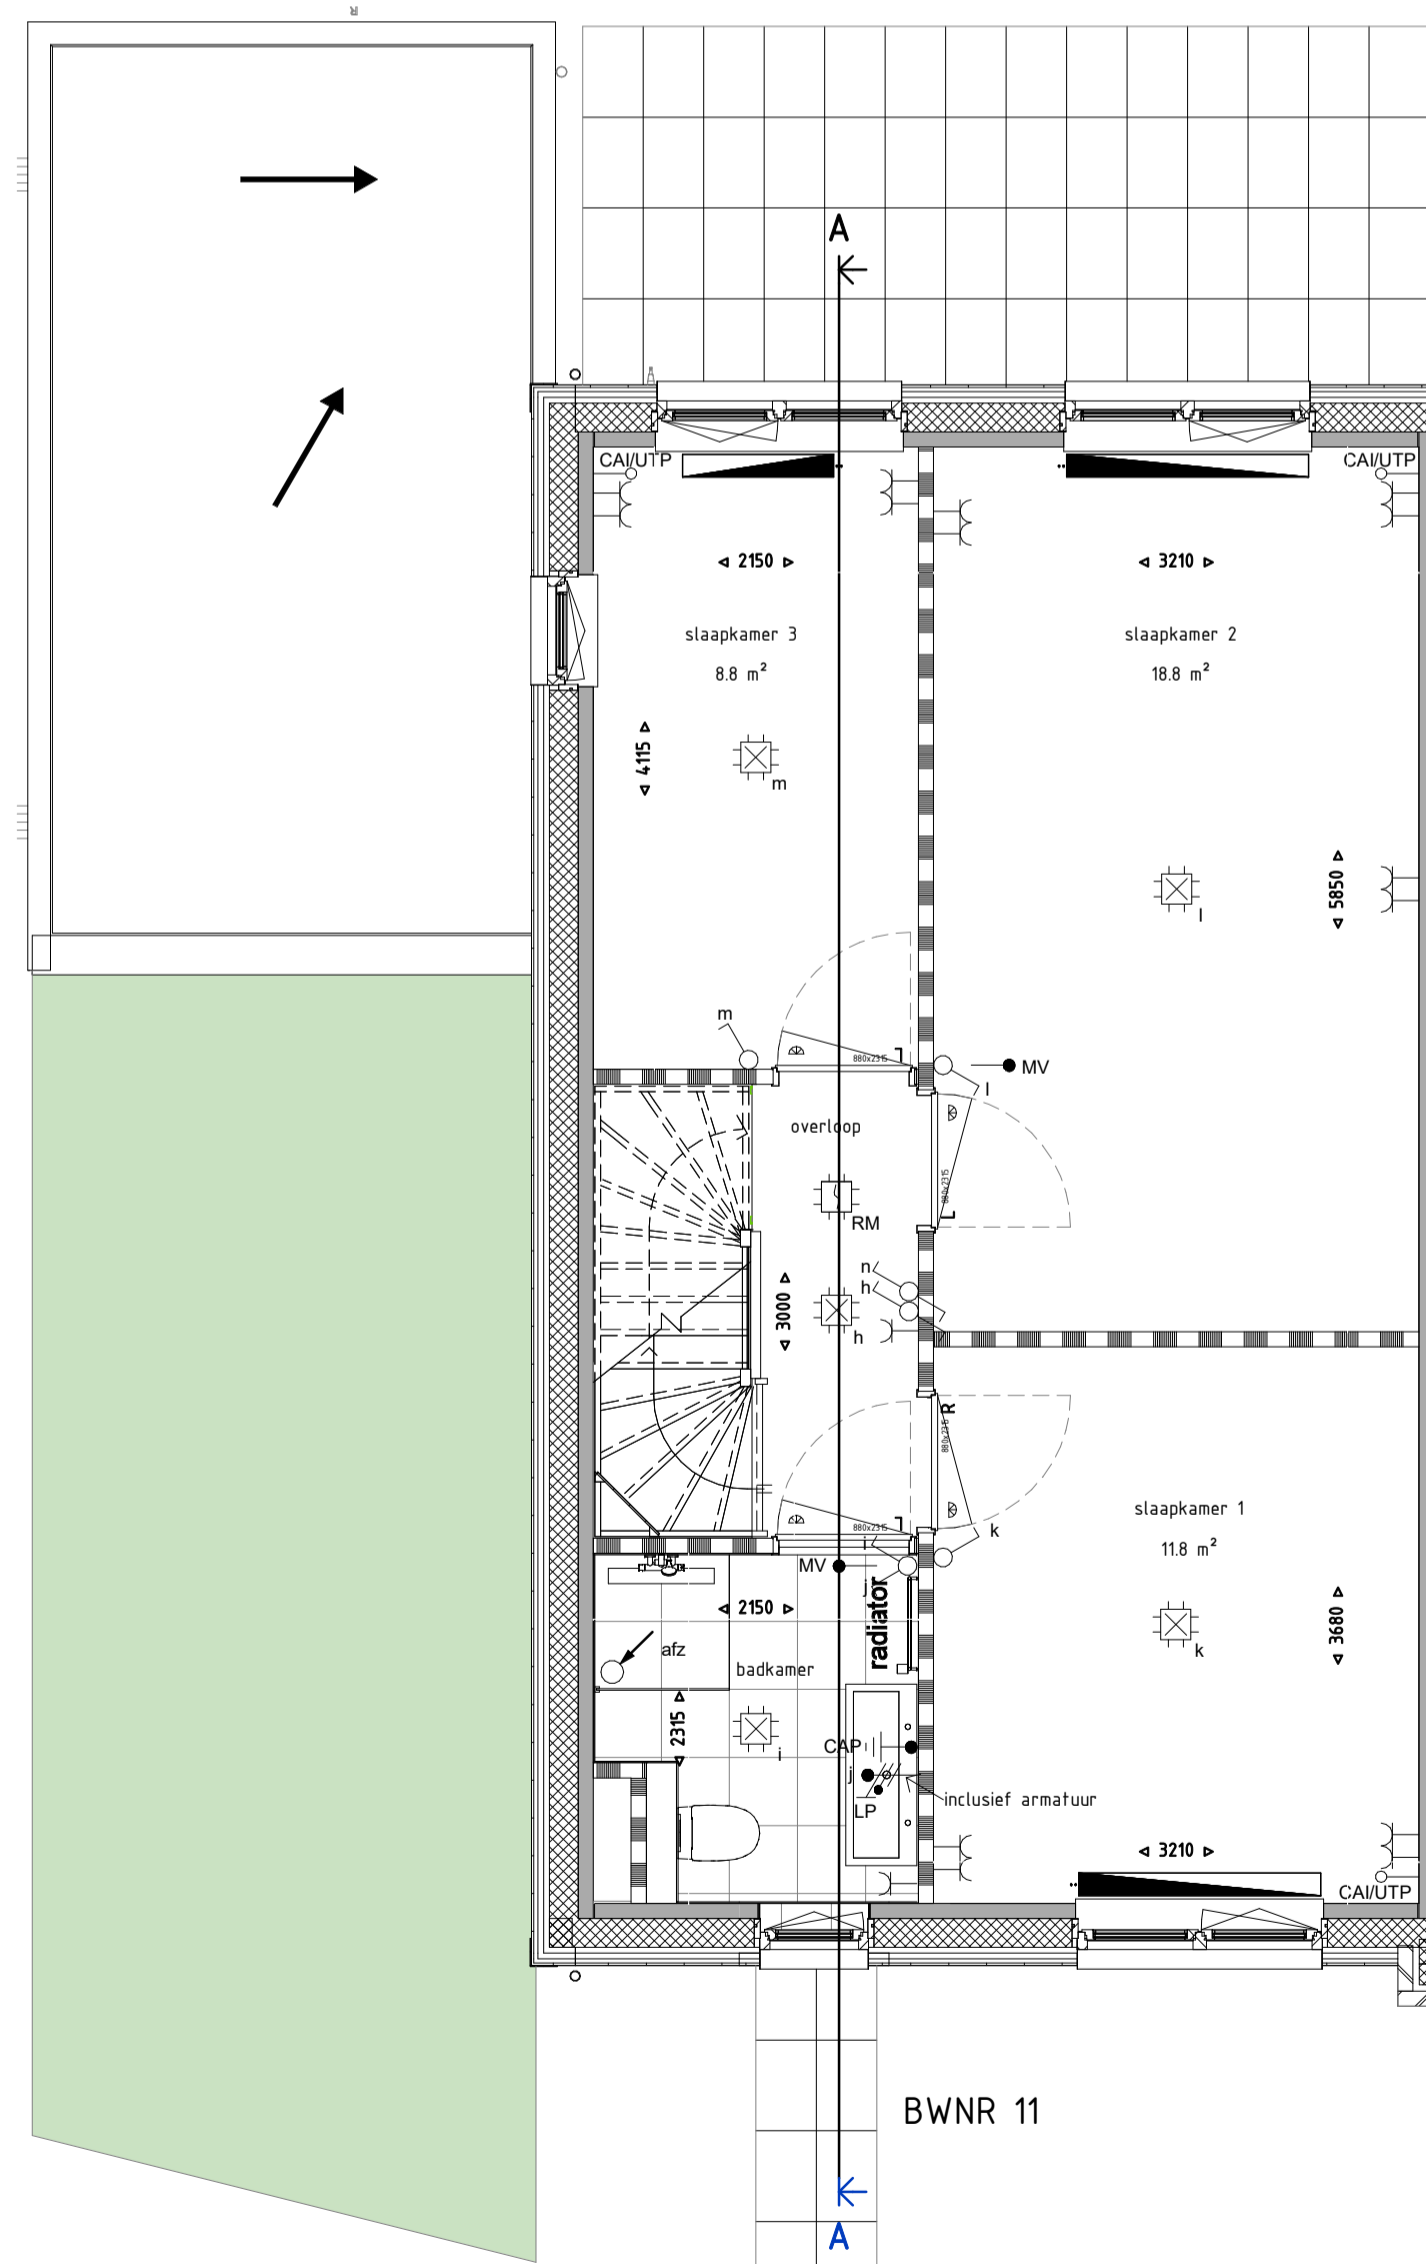 R
A
CAI/UTP
CAI/UTP
2150
3210
slaapkamer 3
slaapkamer 2
8.8 m²
18.8 m²
4115
m
5850
l
m
880x2315
MV
l
overloop
880x2315
RM
n
h
3000
h
R
880x2315
slaapkamer 1
k
880x2315
i
11.8 m²
MV
j
radiator
2150
3680
afz
badkamer
k
2315
i
CAP
j
LP
inclusief armatuur
3210
CAI/UTP
BWNR 11
A